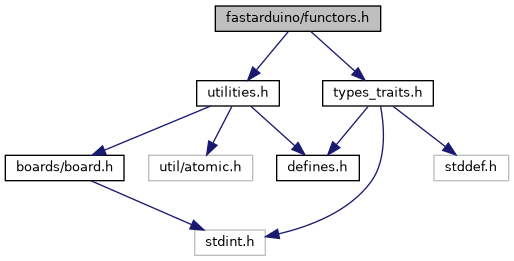 fastarduino/functors.h
utilities.h
types_traits.h
boards/board.h
util/atomic.h
defines.h
stddef.h
stdint.h